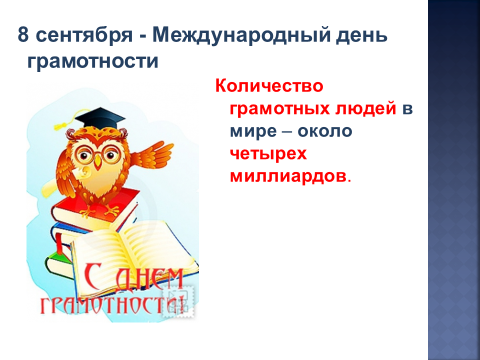 8 сентября - Международный день
грамотности
Количество
грамотных людей в
мире – около
четырех
миллиардов.
С ДНЕМ
ГРАМОТНОСТИ!